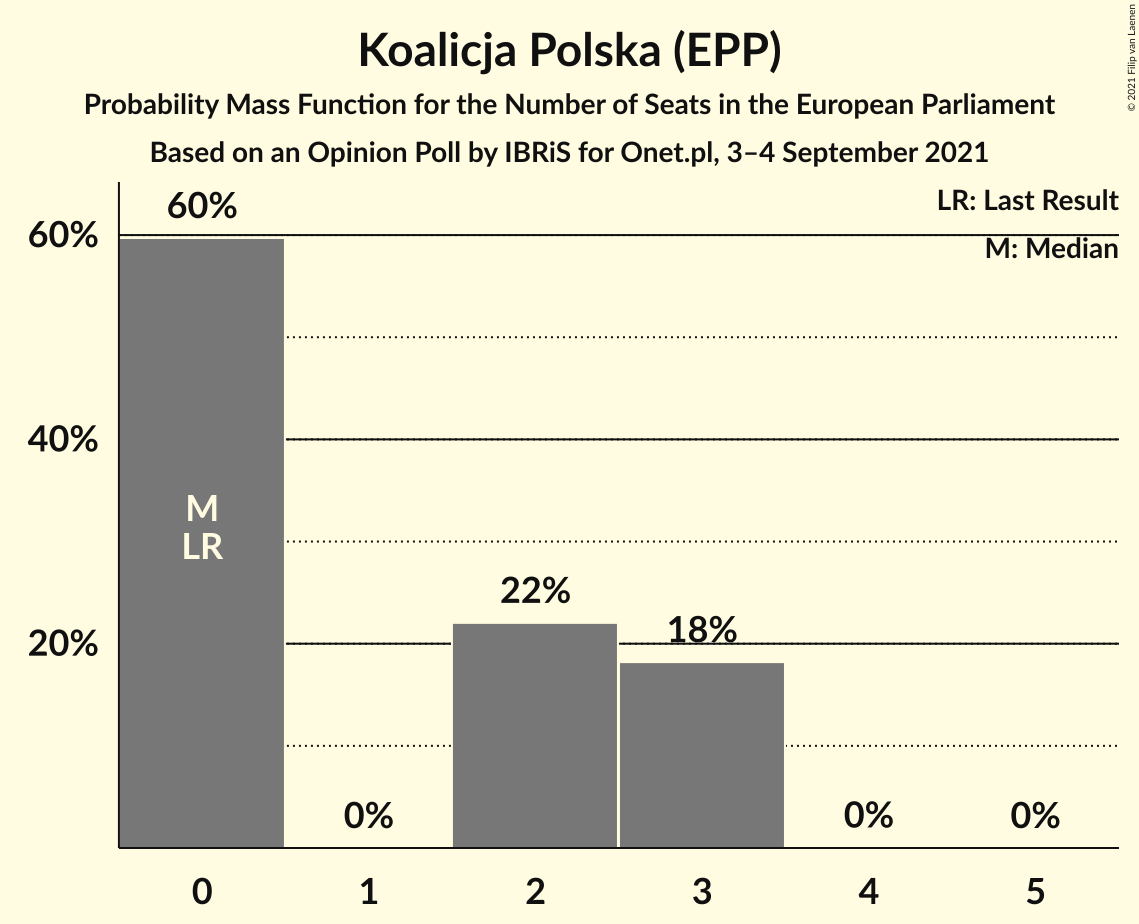 Koalicja Polska (EPP)
Probability Mass Function for the Number of Seats in the European Parliament
Based on an Opinion Poll by IBRiS for Onet.pl, 3–4 September 2021
© 2021 Filip van Laenen
LR: Last Result
M: Median
60%
40%
20%
60%
M
LR
0%
22%
18%
0%
0%
0
1
2
3
4
5